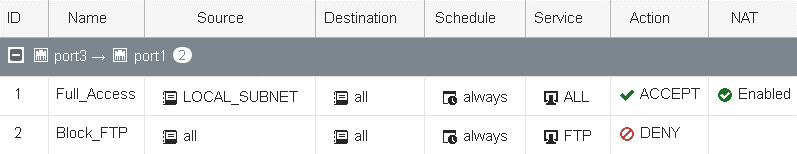 ID Name Source Destination Schedule Service Action NAT
port3 → port1 2
1 Full_Access LOCAL_SUBNET all always ALL ACCEPT Enabled
2 Block_FTP all all always FTP DENY